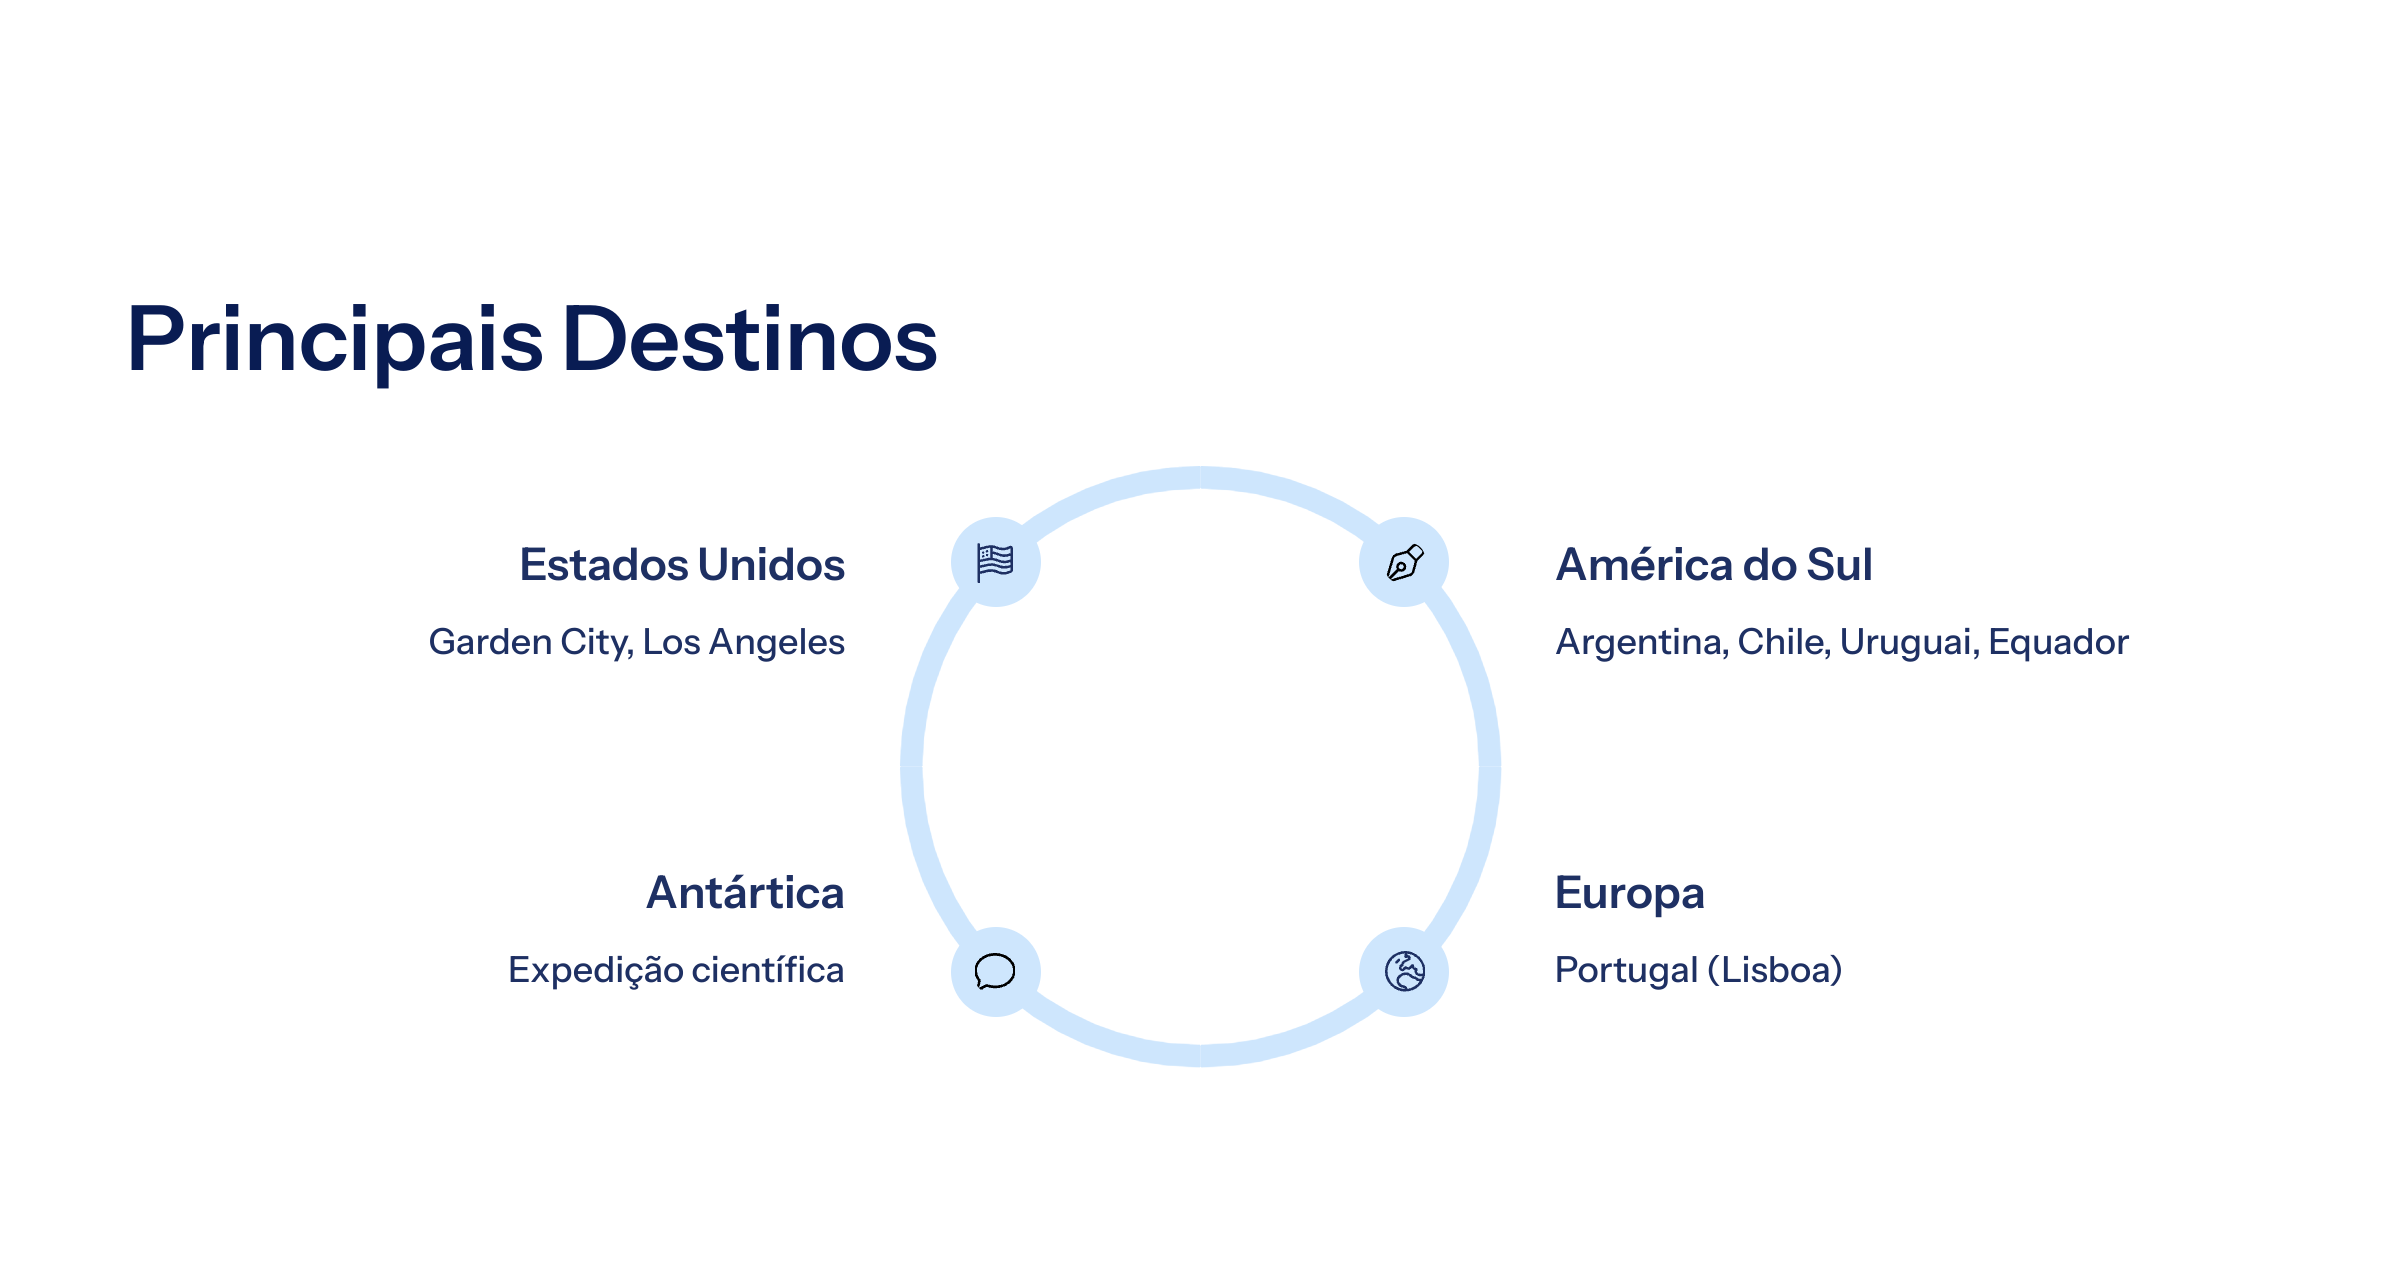 Principais Destinos
Estados Unidos
Garden City, Los Angeles
América do Sul
Argentina, Chile, Uruguai, Equador
Antártica
Expedição científica
Europa
Portugal (Lisboa)